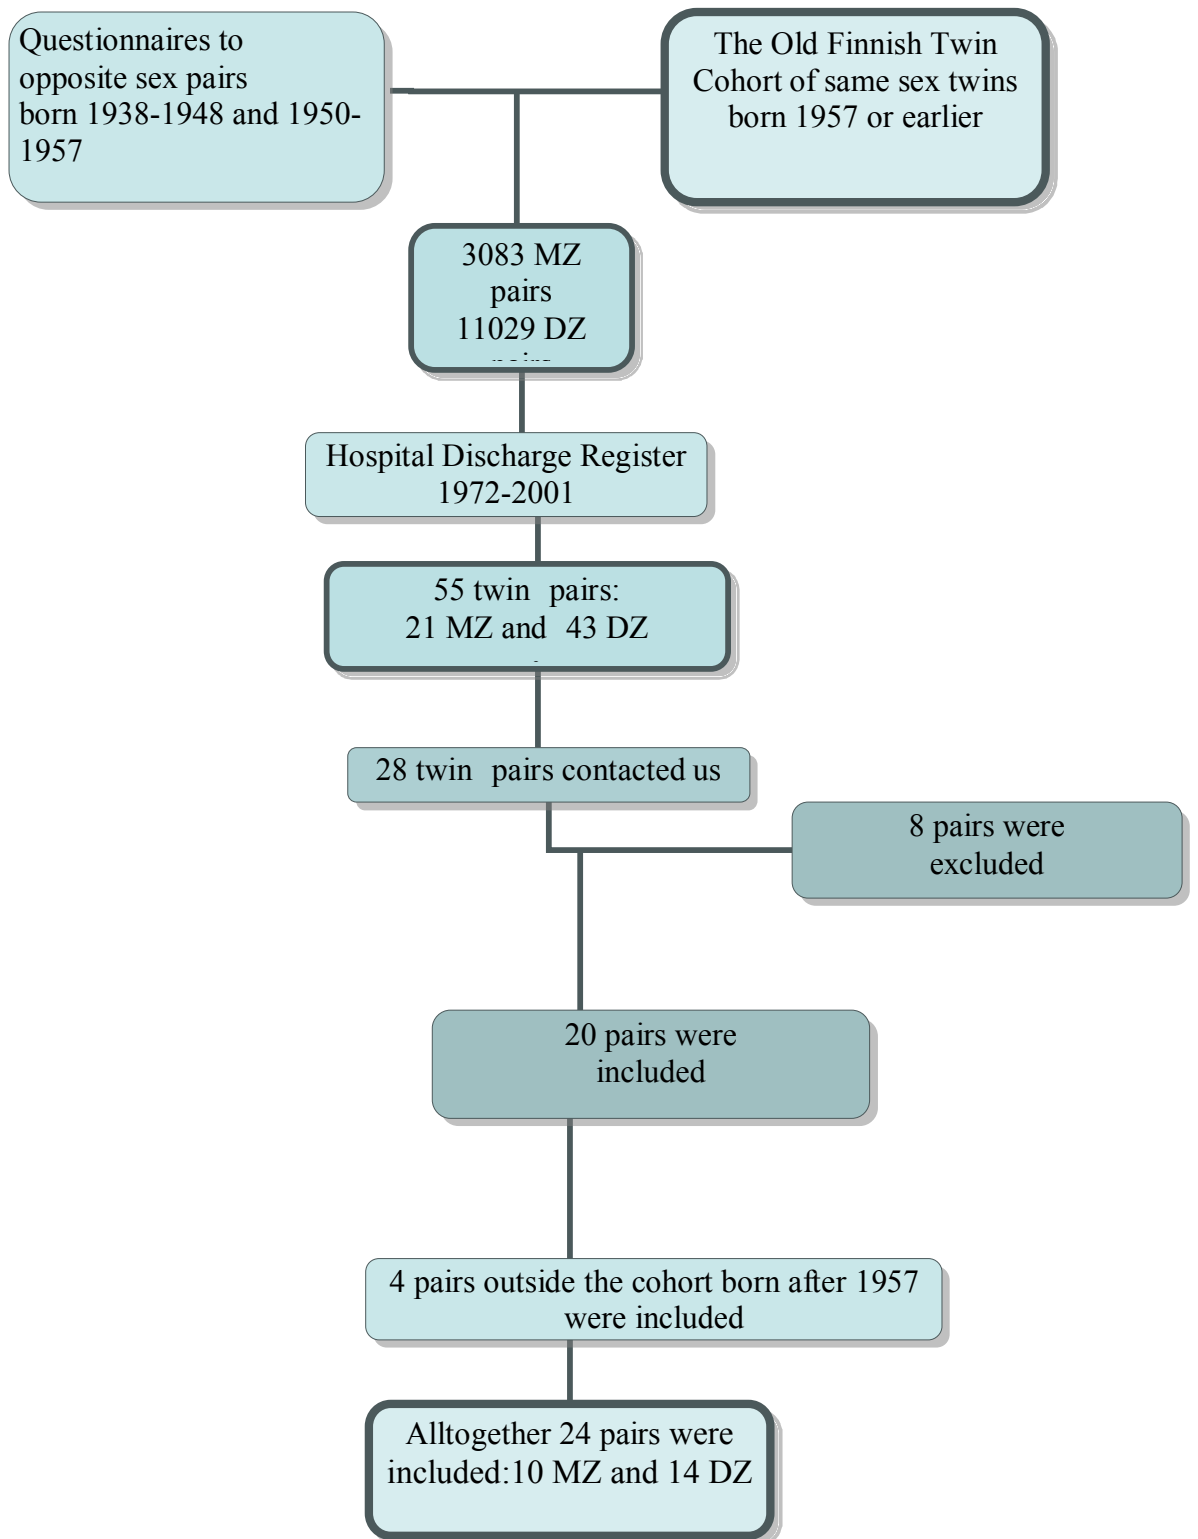 Questionnaires to
opposite sex pairs
born 1938-1948 and 1950-
1957
The Old Finnish Twin
Cohort of same sex twins
born 1957 or earlier
3083 MZ
pairs
11029 DZ
Hospital Discharge Register
1972-2001
55 twin pairs:
21 MZ and 43 DZ
28 twin pairs contacted us
8 pairs were
excluded
20 pairs were
included
4 pairs outside the cohort born after 1957
were included
Alltogether 24 pairs were
included:10 MZ and 14 DZ